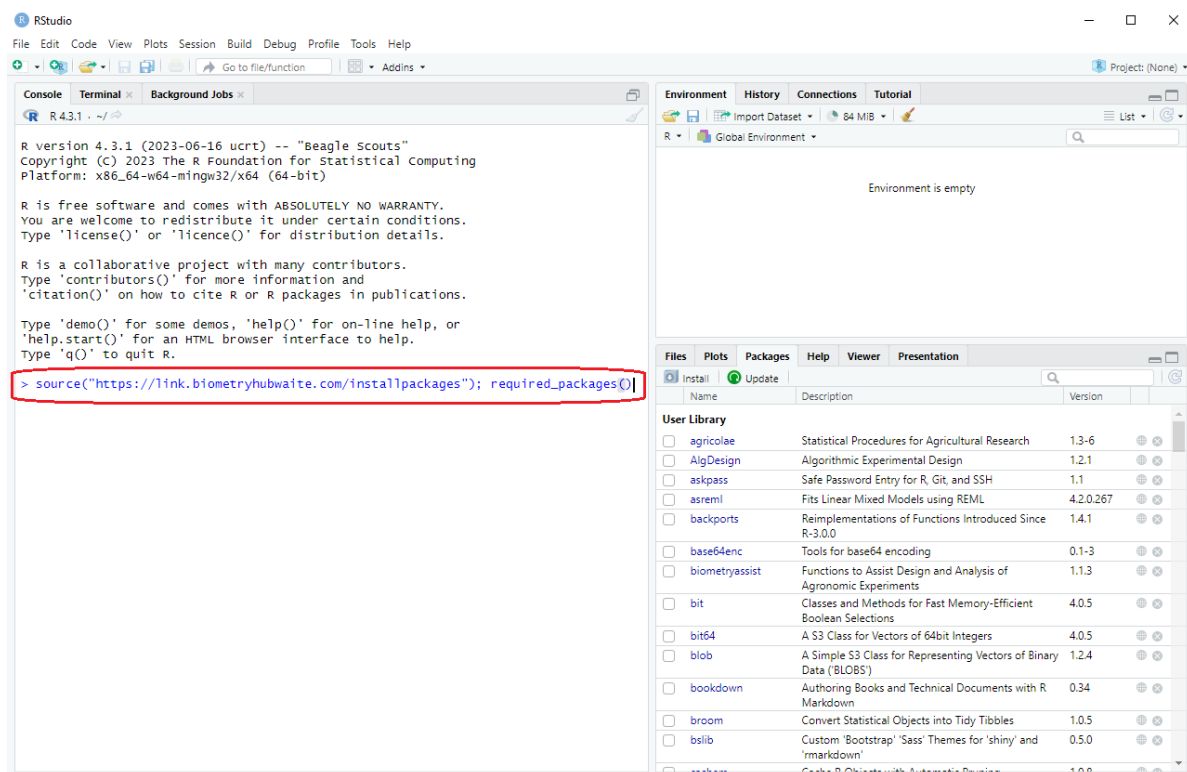 RStudio
File Edit Code View Plots Session Build Debug Profile Tools Help
Go to file/function Addins Project: (None)
Console Terminal Background Jobs
R 4.3.1 · ~/
R version 4.3.1 (2023-06-16 ucrt) -- "Beagle Scouts"
Copyright (C) 2023 The R Foundation for Statistical Computing
Platform: x86_64-w64-mingw32/x64 (64-bit)
R is free software and comes with ABSOLUTELY NO WARRANTY.
You are welcome to redistribute it under certain conditions.
Type 'license()' or 'licence()' for distribution details.
R is a collaborative project with many contributors.
Type 'contributors()' for more information and
'citation()' on how to cite R or R packages in publications.
Type 'demo()' for some demos, 'help()' for on-line help, or
'help.start()' for an HTML browser interface to help.
Type 'q()' to quit R.
> source("https://link.biometryhubwaite.com/installpackages"); required_packages()
Environment History Connections Tutorial
Import Dataset 84 MiB List
R Global Environment
Environment is empty
Files Plots Packages Help Viewer Presentation
Install Update
Name Description Version
User Library
agricolae Statistical Procedures for Agricultural Research 1.3-6
AlgDesign Algorithmic Experimental Design 1.2.1
askpass Safe Password Entry for R, Git, and SSH 1.1
asreml Fits Linear Mixed Models using REML 4.2.0.267
backports Reimplementations of Functions Introduced Since 1.4.1
R-3.0.0
base64enc Tools for base64 encoding 0.1-3
biometryassist Functions to Assist Design and Analysis of 1.1.3
Agronomic Experiments
bit Classes and Methods for Fast Memory-Efficient 4.0.5
Boolean Selections
bit64 A S3 Class for Vectors of 64bit Integers 4.0.5
blob A Simple S3 Class for Representing Vectors of Binary 1.2.4
Data ('BLOBS')
bookdown Authoring Books and Technical Documents with R 0.34
Markdown
broom Convert Statistical Objects into Tidy Tibbles 1.0.5
bslib Custom 'Bootstrap' 'Sass' Themes for 'shiny' and 0.5.0
'rmarkdown'
cachem Cache R Objects with Automatic Pruning 1.0.8